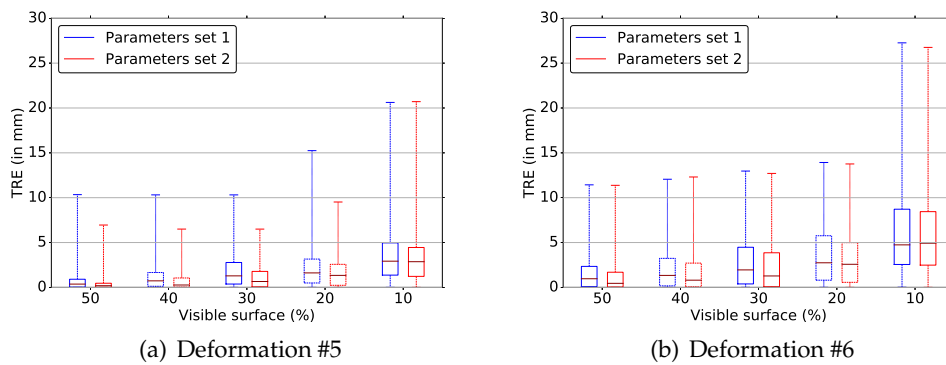 30
25
20
15
10
5
0
TRE (in mm)
Parameters set 1
Parameters set 2
50 40 30 20 10
Visible surface (%)
(a) Deformation #5
30
25
20
15
10
5
0
TRE (in mm)
Parameters set 1
Parameters set 2
50 40 30 20 10
Visible surface (%)
(b) Deformation #6